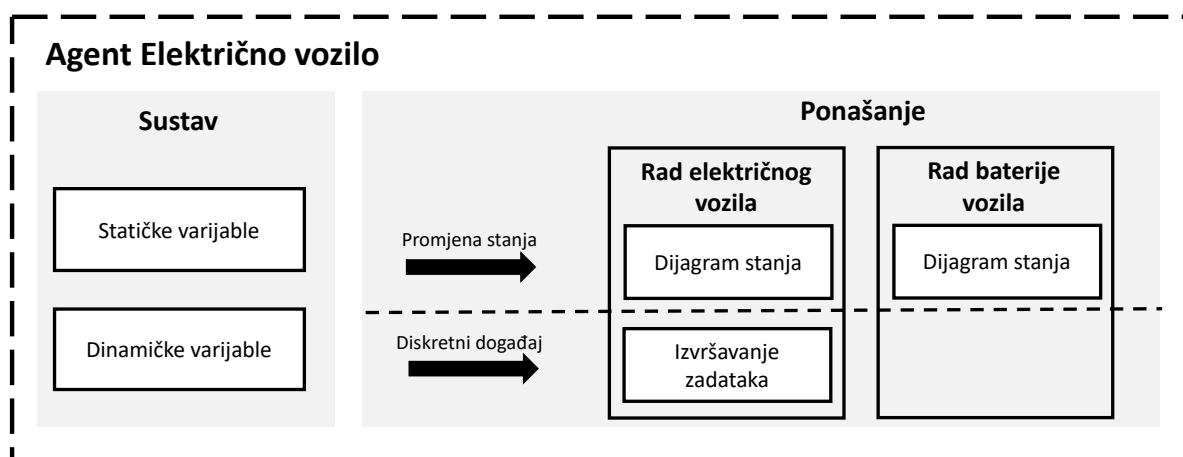 Agent Električno vozilo
Sustav
Statičke varijable
Dinamičke varijable
Ponašanje
Promjena stanja
Diskretni događaj
Rad električnog
vozila
Dijagram stanja
Izvršavanje
zadataka
Rad baterije
vozila
Dijagram stanja